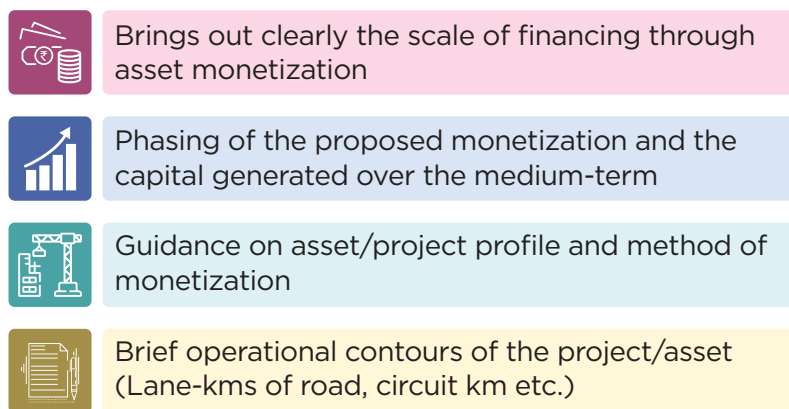 Brings out clearly the scale of financing through
asset monetization
₹
Phasing of the proposed monetization and the
capital generated over the medium-term
Guidance on asset/project profile and method of
monetization
Brief operational contours of the project/asset
(Lane-kms of road, circuit km etc.)